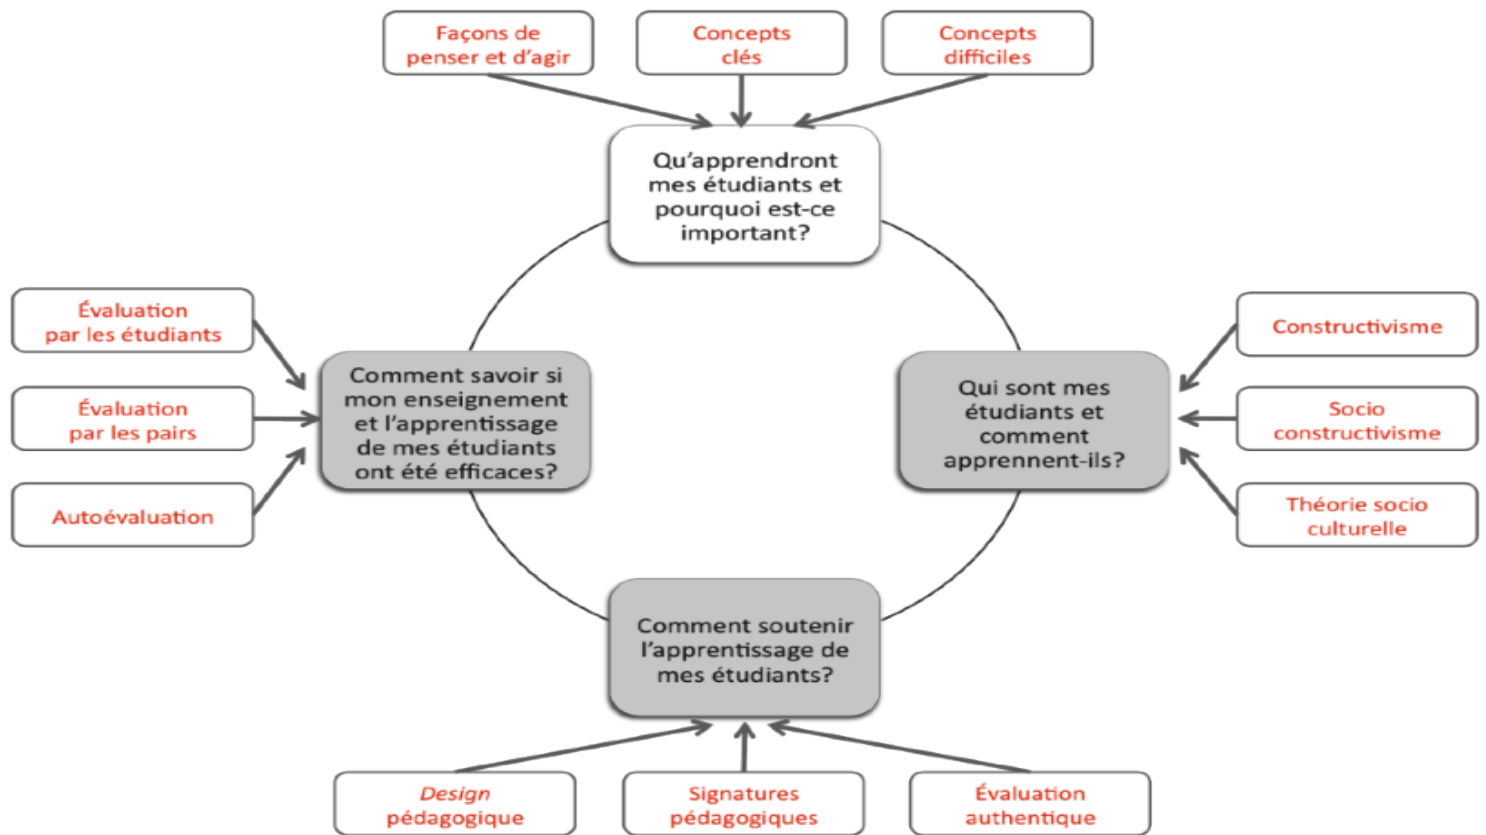 Façons de
penser et d'agir
Concepts
clés
Concepts
difficiles
Qu'apprendront
mes étudiants et
pourquoi est-ce
important?
Évaluation
par les étudiants
Évaluation
par les pairs
Autoévaluation
Comment savoir si
mon enseignement
et l'apprentissage
de mes étudiants
ont été efficaces?
Qui sont mes
étudiants et
comment
apprennent-ils?
Constructivisme
Socio
constructivisme
Théorie socio
culturelle
Comment soutenir
l'apprentissage de
mes étudiants?
Design
pédagogique
Signatures
pédagogiques
Évaluation
authentique